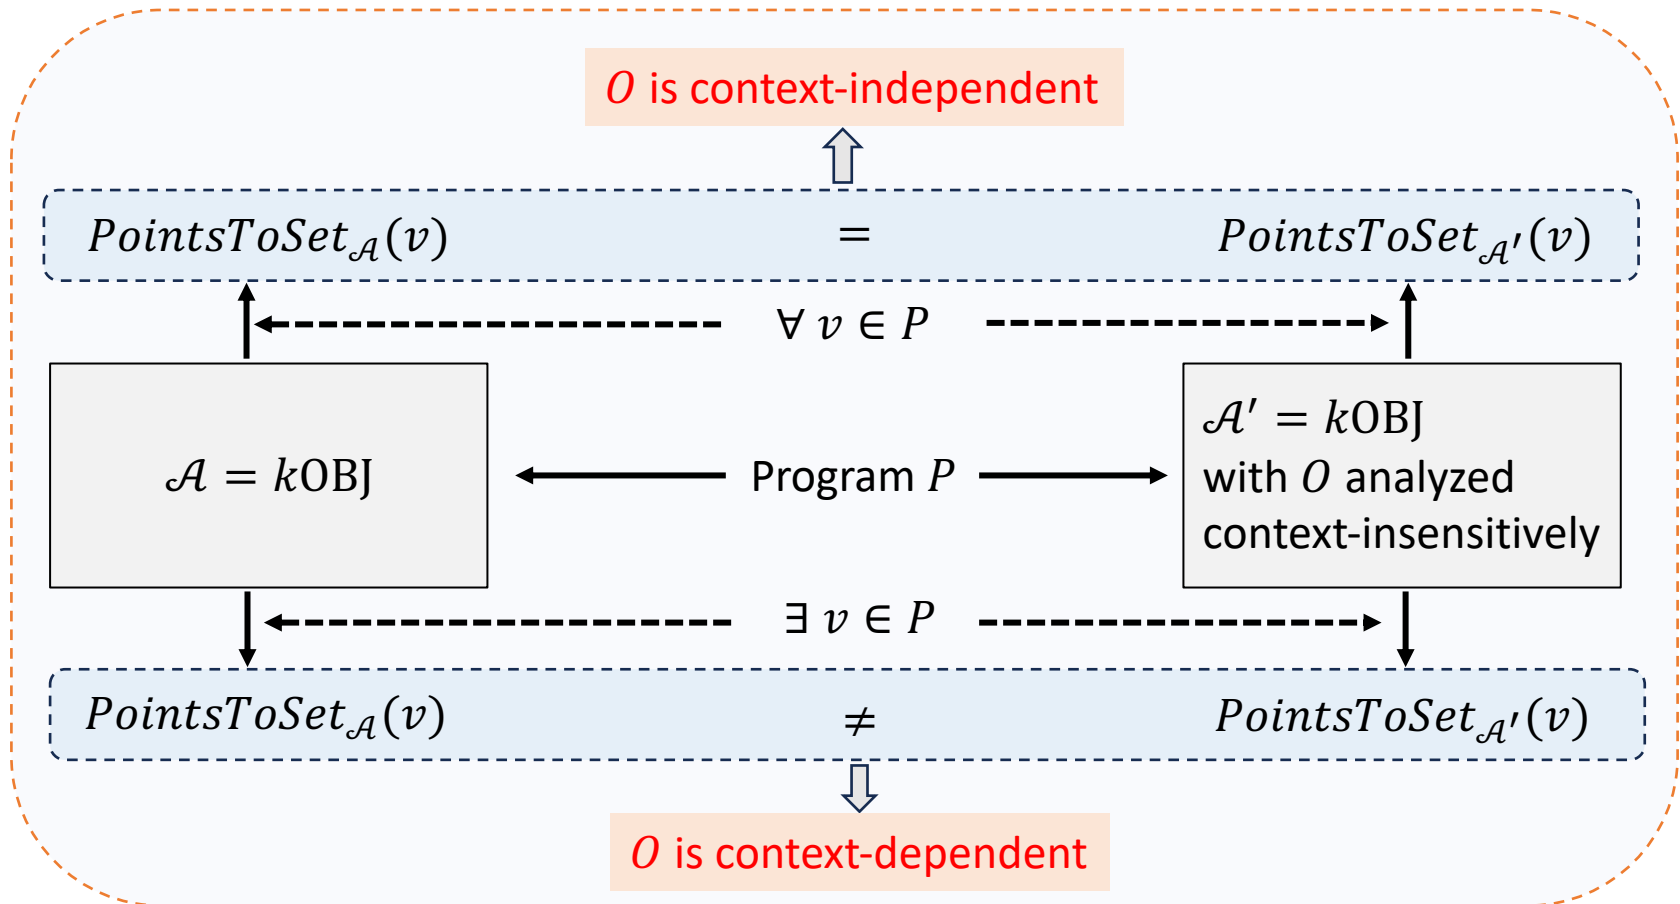 O is context-independent
PointsToSet𝒜(v) = PointsToSet𝒜′(v)
∀ v ∈ P
𝒜 = kOBJ
Program P
𝒜′ = kOBJ
with O analyzed
context-insensitively
∃ v ∈ P
PointsToSet𝒜(v) ≠ PointsToSet𝒜′(v)
O is context-dependent